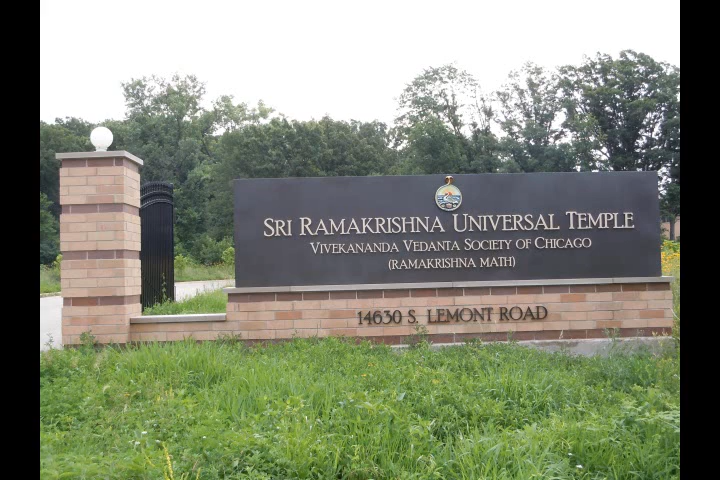 SRI RAMAKRISHNA UNIVERSAL TEMPLE
VIVEKANANDA VEDANTA SOCIETY OF CHICAGO
(RAMAKRISHNA MATH)
14630 S. LEMONT ROAD